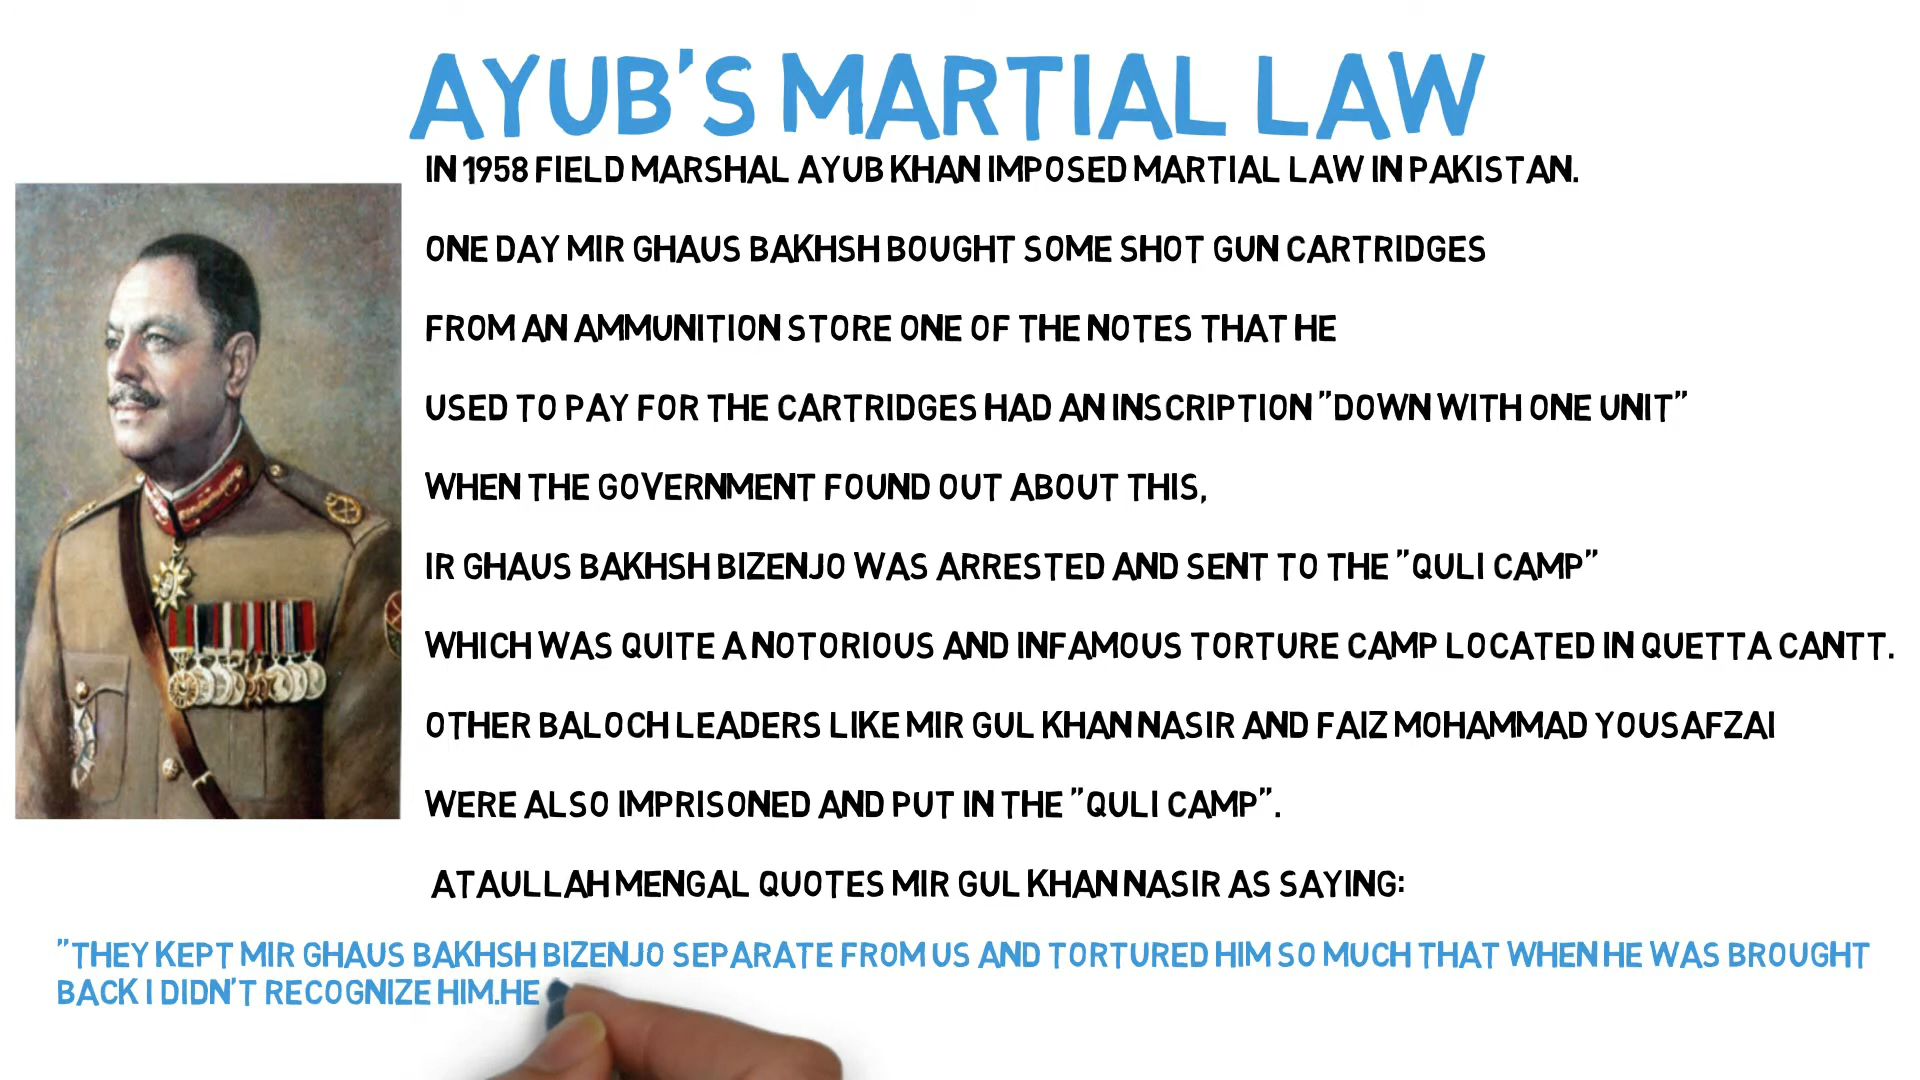 AYUB'S MARTIAL LAW
IN 1958 FIELD MARSHAL AYUB KHAN IMPOSED MARTIAL LAW IN PAKISTAN.
ONE DAY MIR GHAUS BAKHSH BOUGHT SOME SHOT GUN CARTRIDGES
FROM AN AMMUNITION STORE ONE OF THE NOTES THAT HE
USED TO PAY FOR THE CARTRIDGES HAD AN INSCRIPTION "DOWN WITH ONE UNIT"
WHEN THE GOVERNMENT FOUND OUT ABOUT THIS,
IR GHAUS BAKHSH BIZENJO WAS ARRESTED AND SENT TO THE "QULI CAMP"
WHICH WAS QUITE A NOTORIOUS AND INFAMOUS TORTURE CAMP LOCATED IN QUETTA CANTT.
OTHER BALOCH LEADERS LIKE MIR GUL KHAN NASIR AND FAIZ MOHAMMAD YOUSAFZAI
WERE ALSO IMPRISONED AND PUT IN THE "QULI CAMP".
ATAULLAH MENGAL QUOTES MIR GUL KHAN NASIR AS SAYING:
"THEY KEPT MIR GHAUS BAKHSH BIZENJO SEPARATE FROM US AND TORTURED HIM SO MUCH THAT WHEN HE WAS BROUGHT
BACK I DIDN'T RECOGNIZE HIM.HE